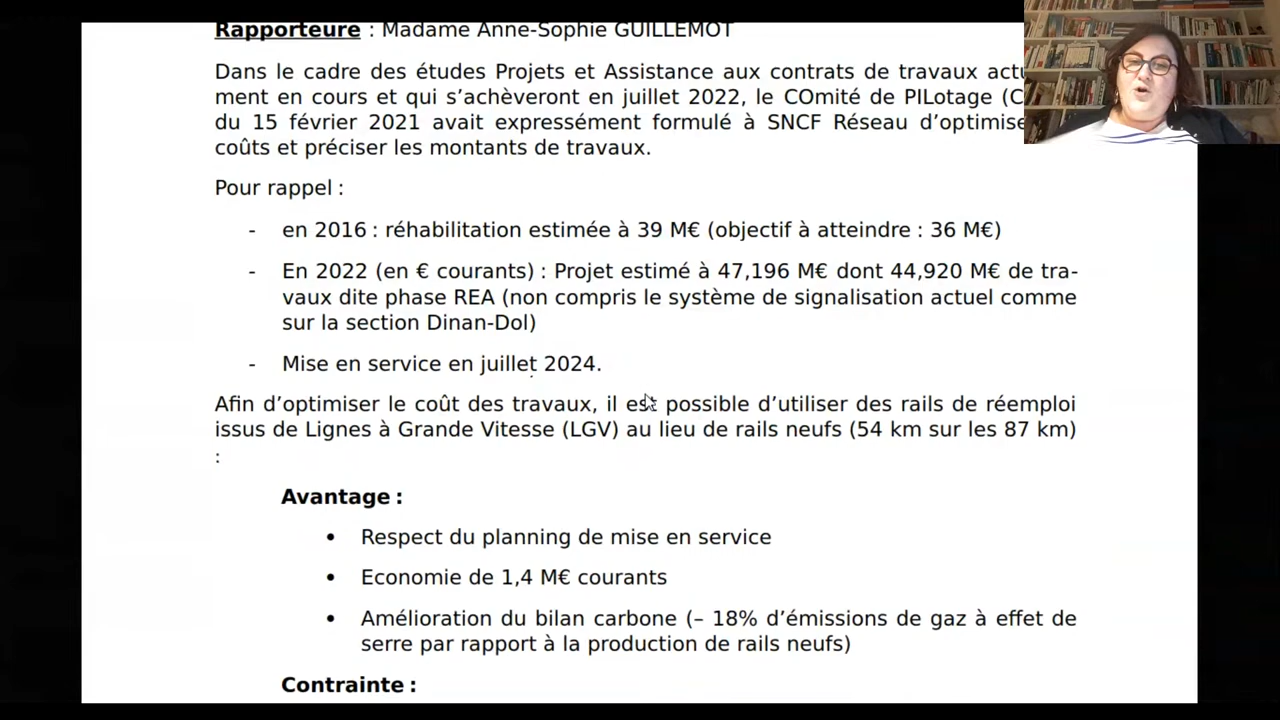 Rapporteure : Madame Anne-Sophie GUILLEMOT
Dans le cadre des études Projets et Assistance aux contrats de travaux
ment en cours et qui s’achèveront en juillet 2022, le COmité de PILotage
du 15 février 2021 avait expressément formulé à SNCF Réseau
coûts et préciser les montants de travaux.
Pour rappel :
- en 2016 : réhabilitation estimée à 39 M€ (objectif à atteindre : 36 M€)
- En 2022 (en € courants) : Projet estimé à 47,196 M€ dont 44,920 M€ de tra-
vaux dite phase REA (non compris le système de signalisation actuel comme
sur la section Dinan-Dol)
- Mise en service en juillet 2024.
Afin d’optimiser le coût des travaux, il est possible d’utiliser des rails de réemploi
issus de Lignes à Grande Vitesse (LGV) au lieu de rails neufs (54 km sur les 87 km)
:
Avantage :
• Respect du planning de mise en service
• Economie de 1,4 M€ courants
• Amélioration du bilan carbone (– 18% d’émissions de gaz à effet de
serre par rapport à la production de rails neufs)
Contrainte :